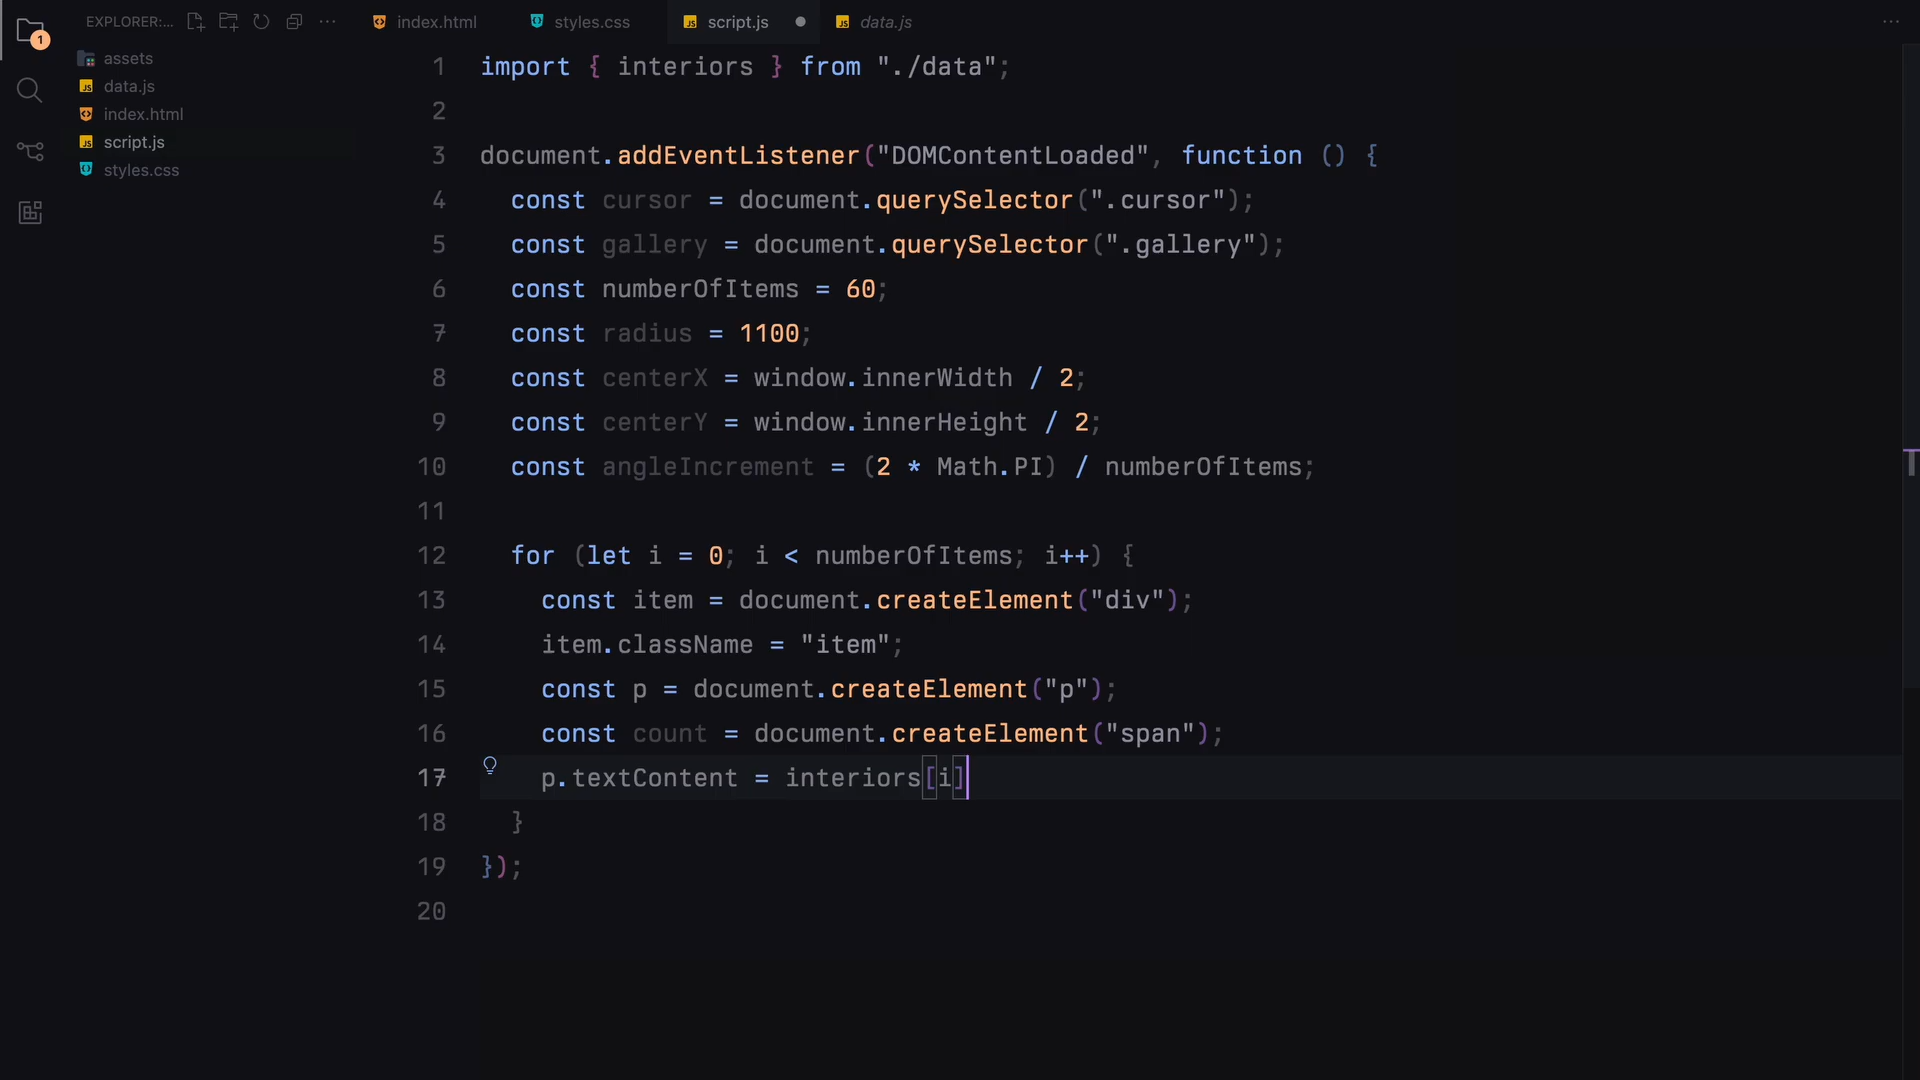 1
EXPLORER:... ···
index.html
styles.css
script.js
data.js
···
assets
data.js
index.html
script.js
styles.css
1 import { interiors } from "./data";
2
3 document.addEventListener("DOMContentLoaded", function () {
4 const cursor = document.querySelector(".cursor");
5 const gallery = document.querySelector(".gallery");
6 const numberOfItems = 60;
7 const radius = 1100;
8 const centerX = window.innerWidth / 2;
9 const centerY = window.innerHeight / 2;
10 const angleIncrement = (2 * Math.PI) / numberOfItems;
11
12 for (let i = 0; i < numberOfItems; i++) {
13 const item = document.createElement("div");
14 item.className = "item";
15 const p = document.createElement("p");
16 const count = document.createElement("span");
17 p.textContent = interiors[i]
18 }
19 });
20